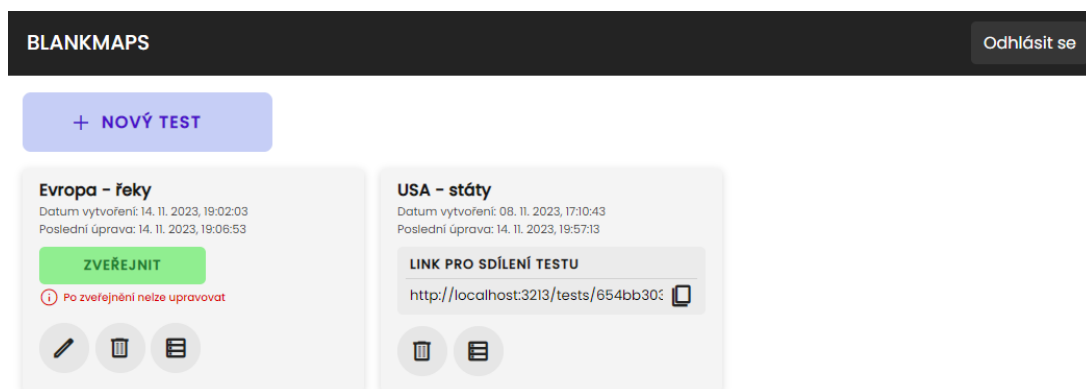 BLANKMAPS
Odhlásit se
+ NOVÝ TEST
Evropa - řeky
Datum vytvoření: 14. 11. 2023, 19:02:03
Poslední úprava: 14. 11. 2023, 19:06:53
ZVEŘEJNIT
Po zveřejnění nelze upravovat
USA - státy
Datum vytvoření: 08. 11. 2023, 17:10:43
Poslední úprava: 14. 11. 2023, 19:57:13
LINK PRO SDÍLENÍ TESTU
http://localhost:3213/tests/654bb303